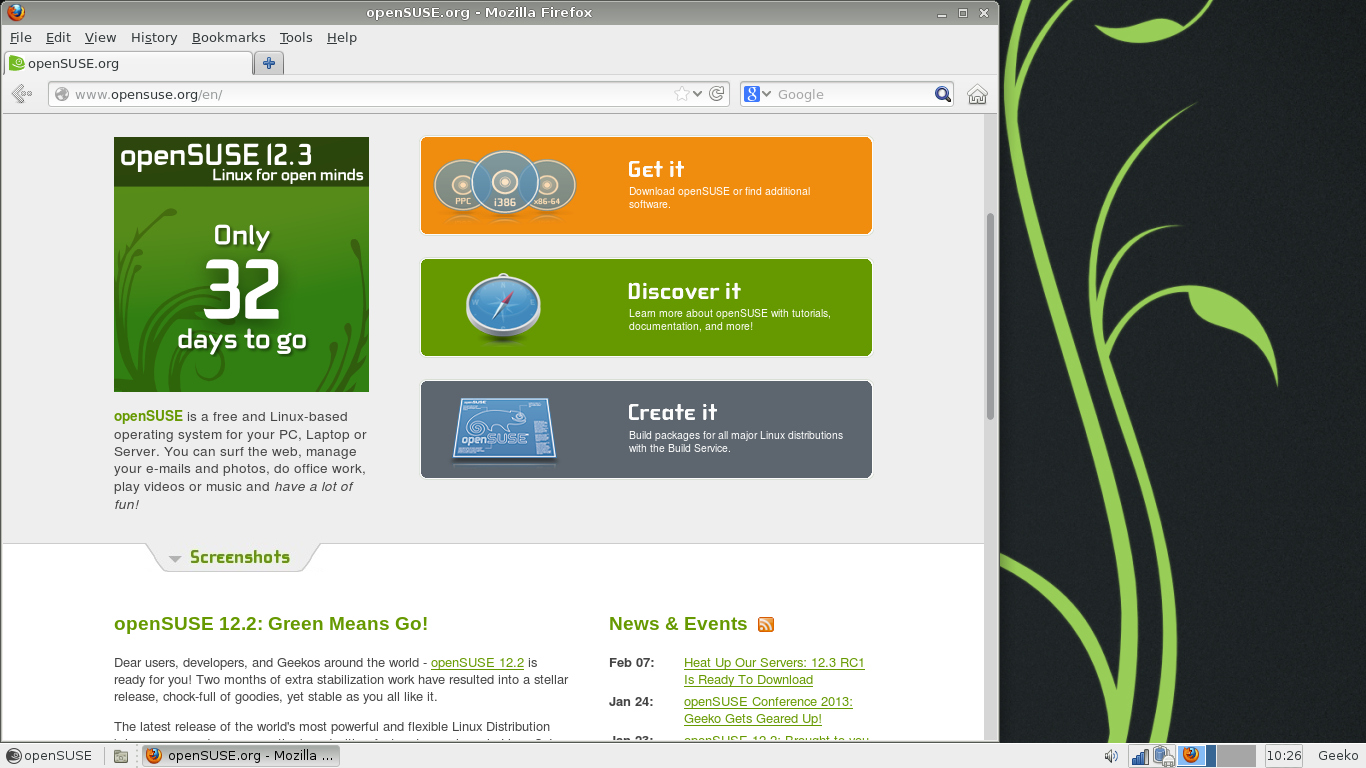 openSUSE.org - Mozilla Firefox
File Edit View History Bookmarks Tools Help
openSUSE.org
www.opensuse.org/en/
Google
openSUSE 12.3
Linux for open minds
Only
32
days to go
openSUSE is a free and Linux-based
operating system for your PC, Laptop or
Server. You can surf the web, manage
your e-mails and photos, do office work,
play videos or music and have a lot of
fun!
PPC
i386
x86-64
Get it
Download openSUSE or find additional
software.
Discover it
Learn more about openSUSE with tutorials,
documentation, and more!
openSUSE
Create it
Build packages for all major Linux distributions
with the Build Service.
Screenshots
openSUSE 12.2: Green Means Go!
Dear users, developers, and Geekos around the world - openSUSE 12.2 is
ready for you! Two months of extra stabilization work have resulted into a stellar
release, chock-full of goodies, yet stable as you all like it.
The latest release of the world's most powerful and flexible Linux Distribution
News & Events
Feb 07:
Heat Up Our Servers: 12.3 RC1
Is Ready To Download
Jan 24:
openSUSE Conference 2013:
Geeko Gets Geared Up!
Jan 23:
openSUSE 12.2: Brought to you
openSUSE
openSUSE.org - Mozilla ...
10:26
Geeko